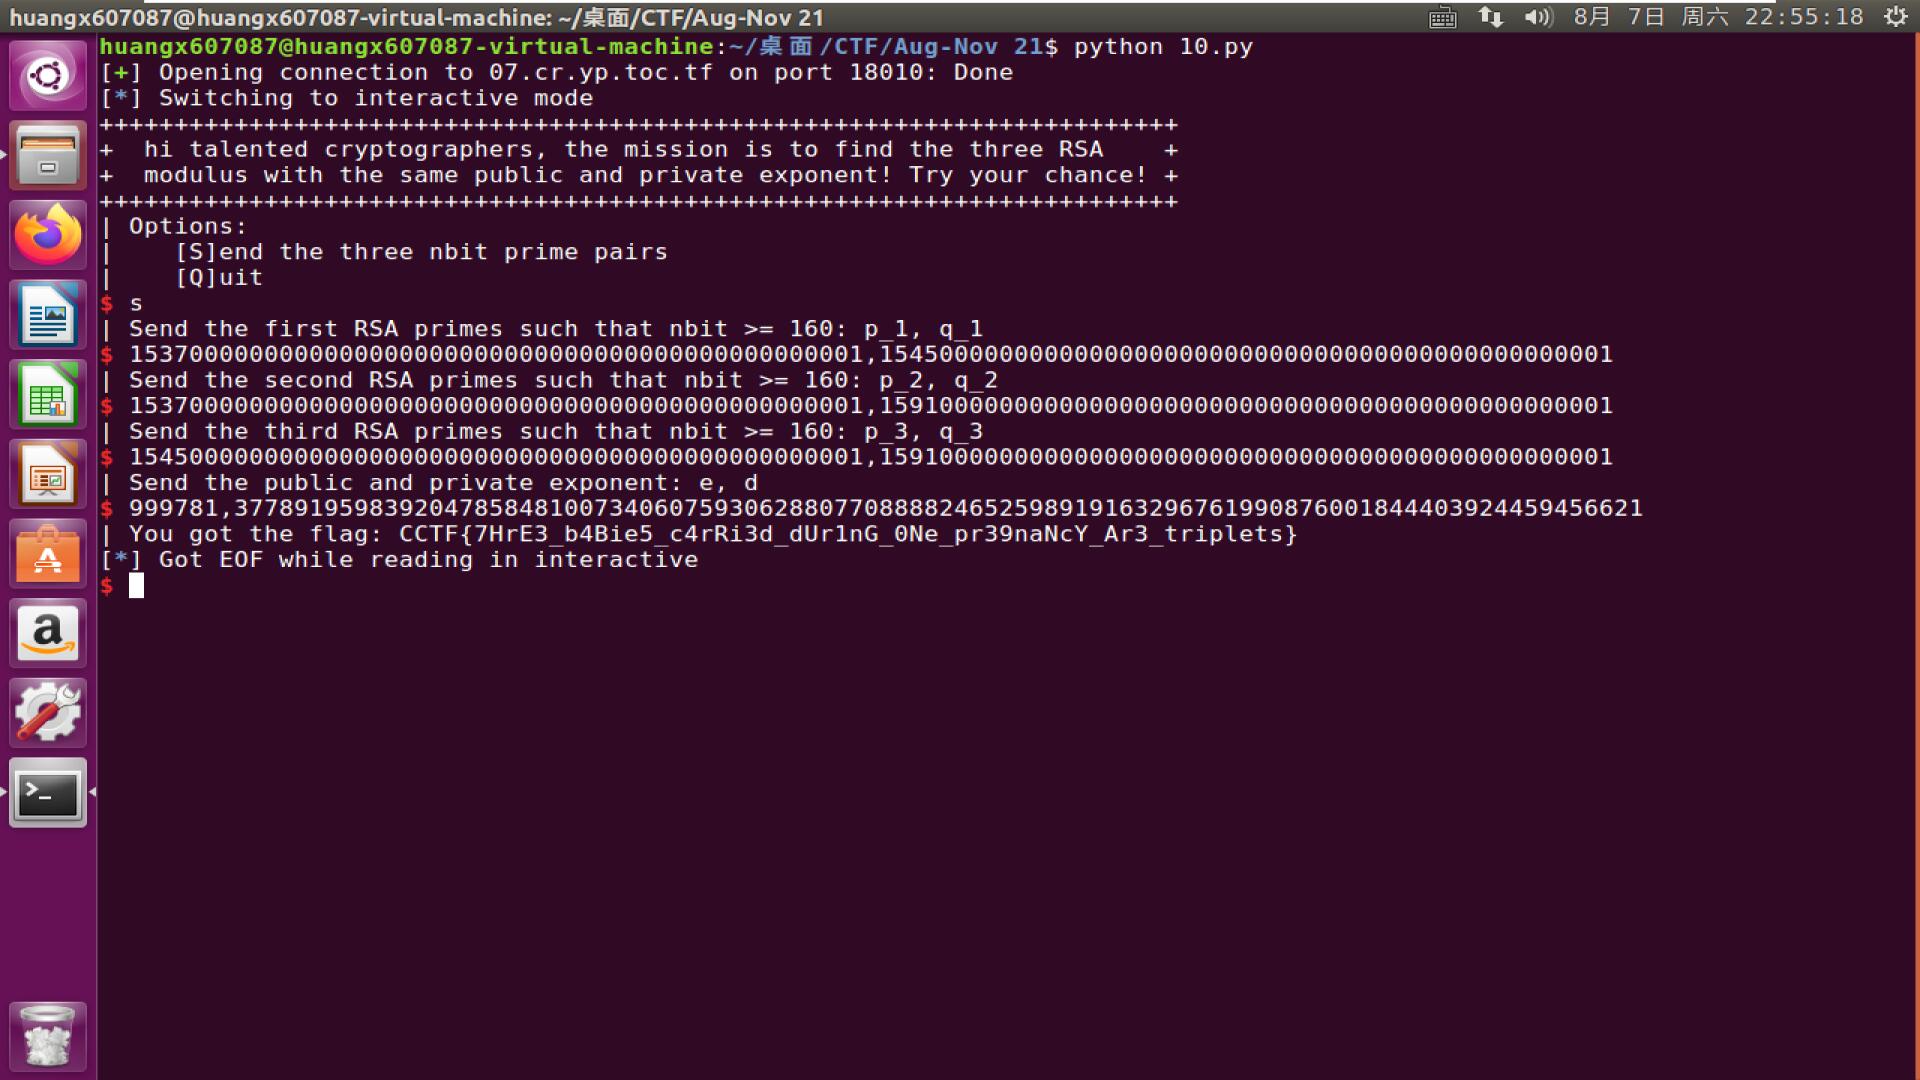 huangx607087@huangx607087-virtual-machine: ~/桌面/CTF/Aug-Nov 21
8月 7日 周六 22:55:18
huangx607087@huangx607087-virtual-machine:~/桌面/CTF/Aug-Nov 21$ python 10.py
[+] Opening connection to 07.cr.yp.toc.tf on port 18010: Done
[*] Switching to interactive mode
++++++++++++++++++++++++++++++++++++++++++++++++++++++++++++++++++++++++
+  hi talented cryptographers, the mission is to find the three RSA    +
+  modulus with the same public and private exponent! Try your chance! +
++++++++++++++++++++++++++++++++++++++++++++++++++++++++++++++++++++++++
| Options:
|    [S]end the three nbit prime pairs
|    [Q]uit
$ s
| Send the first RSA primes such that nbit >= 160: p_1, q_1
$ 1537000000000000000000000000000000000000000000001,1545000000000000000000000000000000000000000000001
| Send the second RSA primes such that nbit >= 160: p_2, q_2
$ 1537000000000000000000000000000000000000000000001,1591000000000000000000000000000000000000000000001
| Send the third RSA primes such that nbit >= 160: p_3, q_3
$ 1545000000000000000000000000000000000000000000001,1591000000000000000000000000000000000000000000001
| Send the public and private exponent: e, d
$ 999781,3778919598392047858481007340607593062880770888824652598919163296761990876001844403924459456621
| You got the flag: CCTF{7HrE3_b4Bie5_c4rRi3d_dUr1nG_0Ne_pr39naNcY_Ar3_triplets}
[*] Got EOF while reading in interactive
$